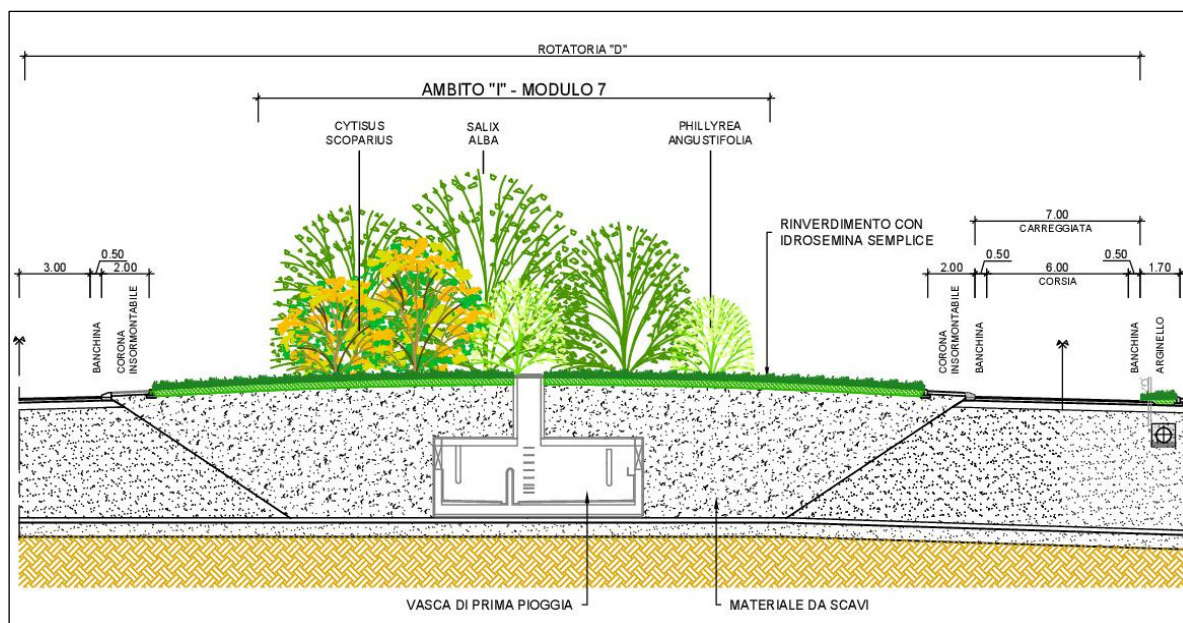 ROTATORIA "D"
AMBITO "I" - MODULO 7
CYTISUS
SCOPARIUS
SALIX
ALBA
PHILLYREA
ANGUSTIFOLIA
RINVERDIMENTO CON
IDROSEMINA SEMPLICE
7.00
CARREGGIATA
3.00
0.50
2.00
2.00
0.50
6.00
CORSIA
0.50
1.70
BANCHINA
CORONA
INSORMONTABILE
CORONA
INSORMONTABILE
BANCHINA
BANCHINA
ARGINELLO
VASCA DI PRIMA PIOGGIA
MATERIALE DA SCAVI